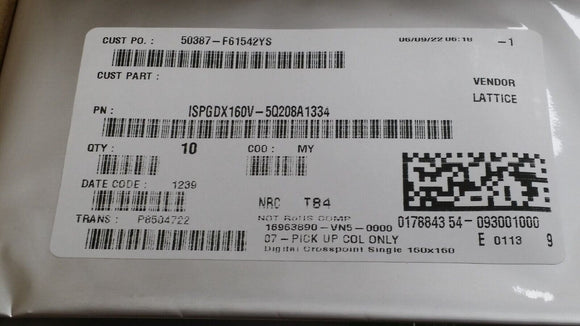 CUST PO. : 50387-F61542YS 06/09/22 06:18 -1
CUST PART :
VENDOR
LATTICE
PN : ISPGDX160V-5Q208A1334
QTY : 10 COO: MY
DATE CODE : 1239
NRC T84
TRANS : P8504722
NOT RoHS COMP
16963890-VN5-0000
07-PICK UP COL ONLY
Digital Crosspoint Single 160x160
0178843 54-093001000
E 0113 9